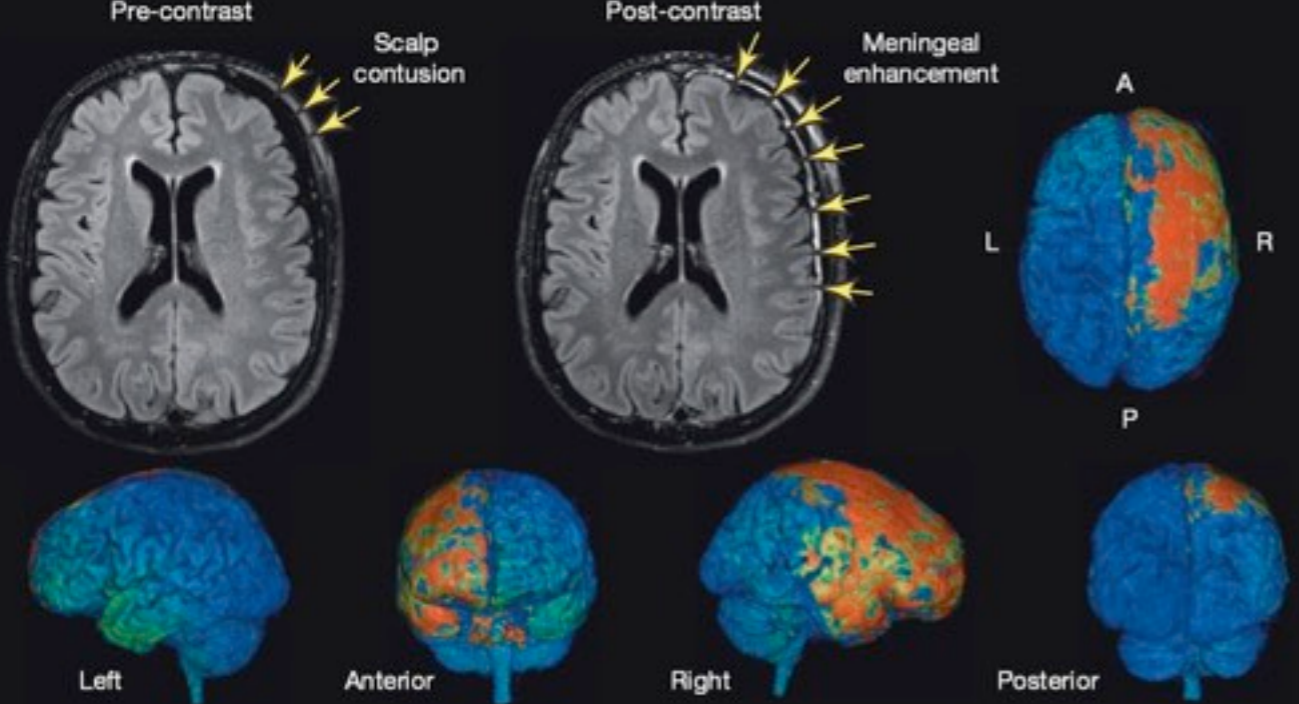 Pre-contrast
Post-contrast
Scalp
contusion
Meningeal
enhancement
A
L
R
P
Left
Anterior
Right
Posterior